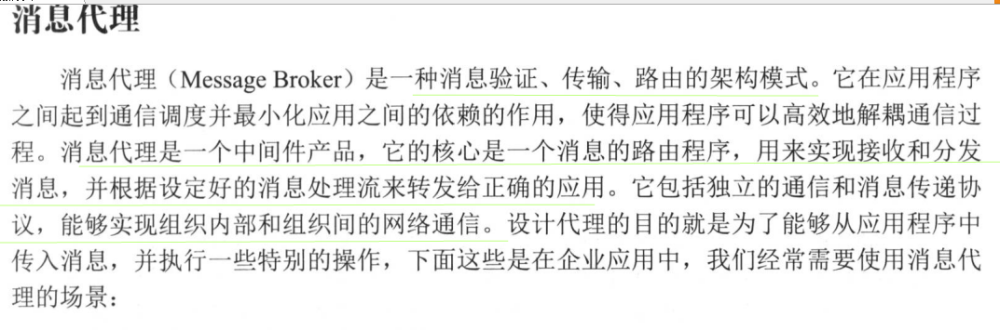 消息代理
消息代理（Message Broker）是一种消息验证、传输、路由的架构模式。它在应用程序
之间起到通信调度并最小化应用之间的依赖的作用，使得应用程序可以高效地解耦通信过
程。消息代理是一个中间件产品，它的核心是一个消息的路由程序，用来实现接收和分发
消息，并根据设定好的消息处理流来转发给正确的应用。它包括独立的通信和消息传递协
议，能够实现组织内部和组织间的网络通信。设计代理的目的就是为了能够从应用程序中
传入消息，并执行一些特别的操作，下面这些是在企业应用中，我们经常需要使用消息代
理的场景：